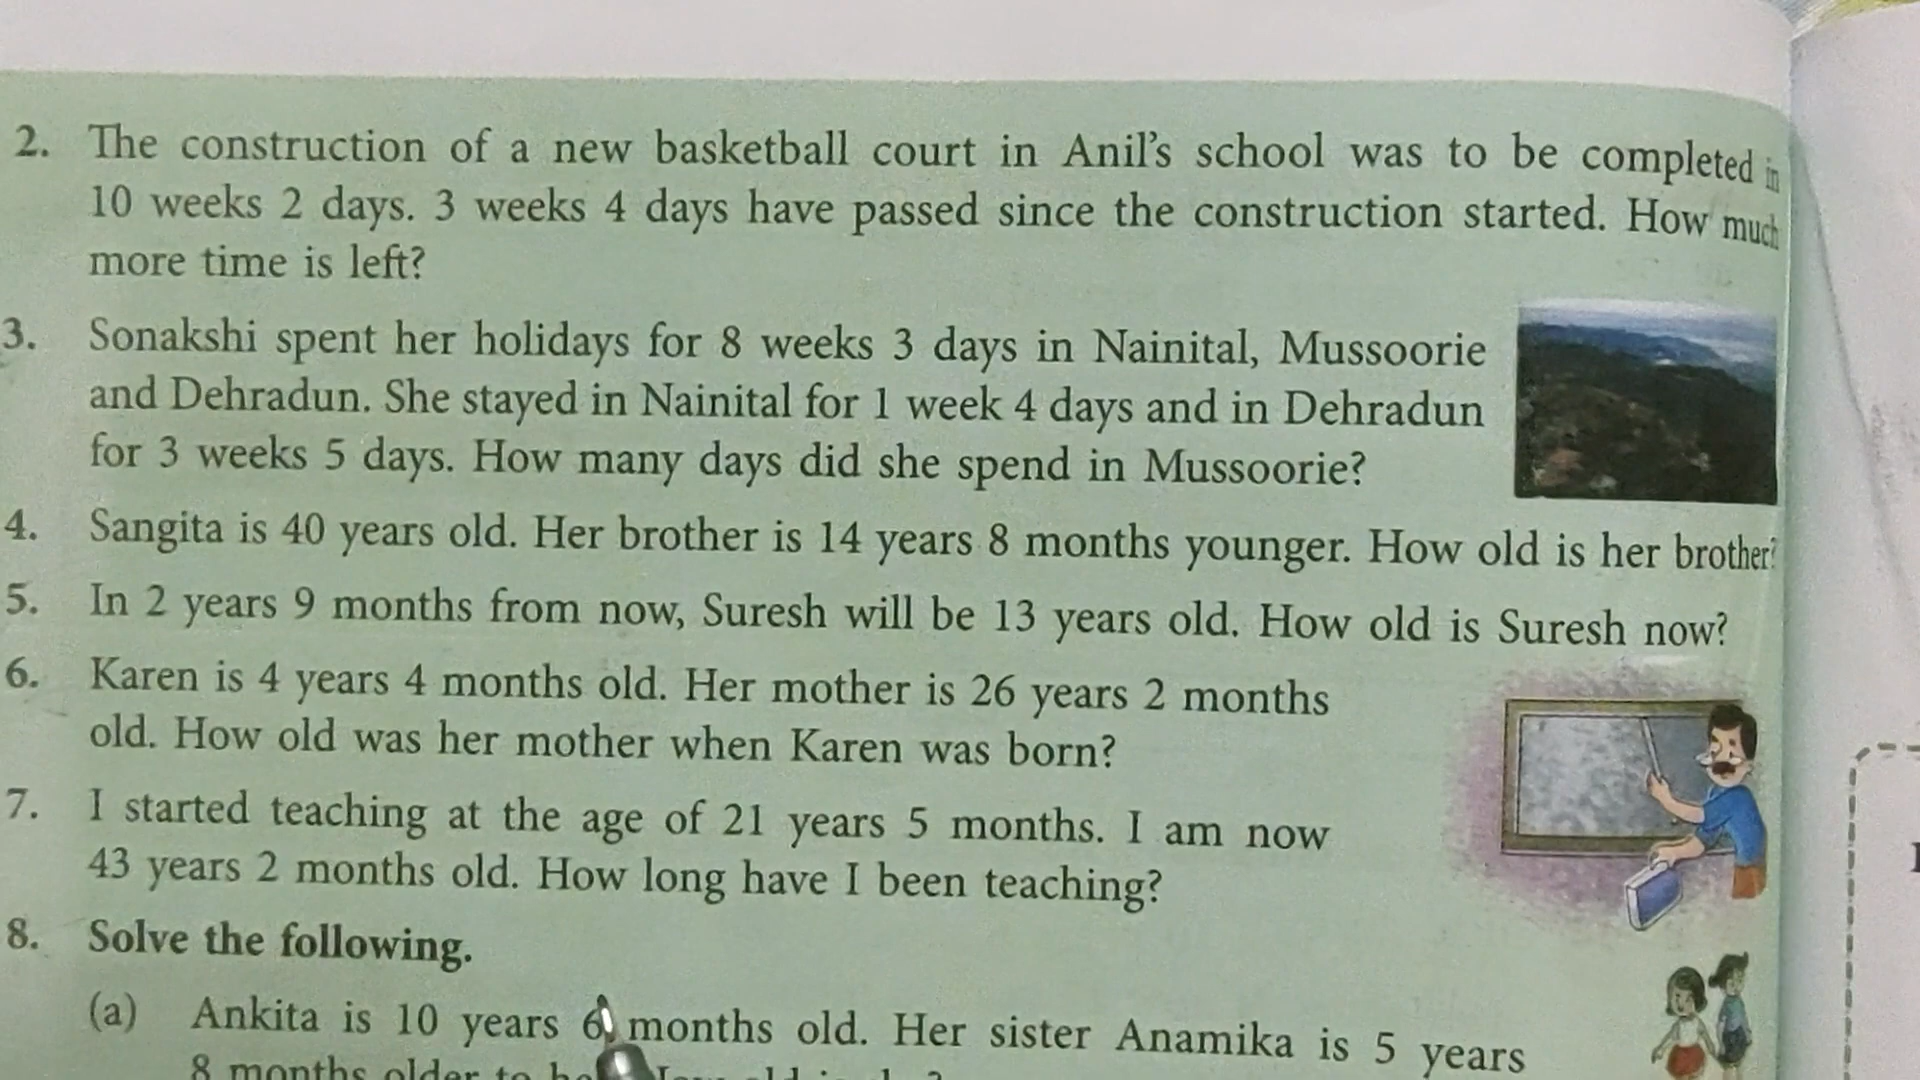 2. The construction of a new basketball court in Anil's school was to be completed in
10 weeks 2 days. 3 weeks 4 days have passed since the construction started. How much
more time is left?
3. Sonakshi spent her holidays for 8 weeks 3 days in Nainital, Mussoorie
and Dehradun. She stayed in Nainital for 1 week 4 days and in Dehradun
for 3 weeks 5 days. How many days did she spend in Mussoorie?
4. Sangita is 40 years old. Her brother is 14 years 8 months younger. How old is her brother?
5. In 2 years 9 months from now, Suresh will be 13 years old. How old is Suresh now?
6. Karen is 4 years 4 months old. Her mother is 26 years 2 months
old. How old was her mother when Karen was born?
7. I started teaching at the age of 21 years 5 months. I am now
43 years 2 months old. How long have I been teaching?
8. Solve the following.
(a) Ankita is 10 years 6 months old. Her sister Anamika is 5 years
8 months older to